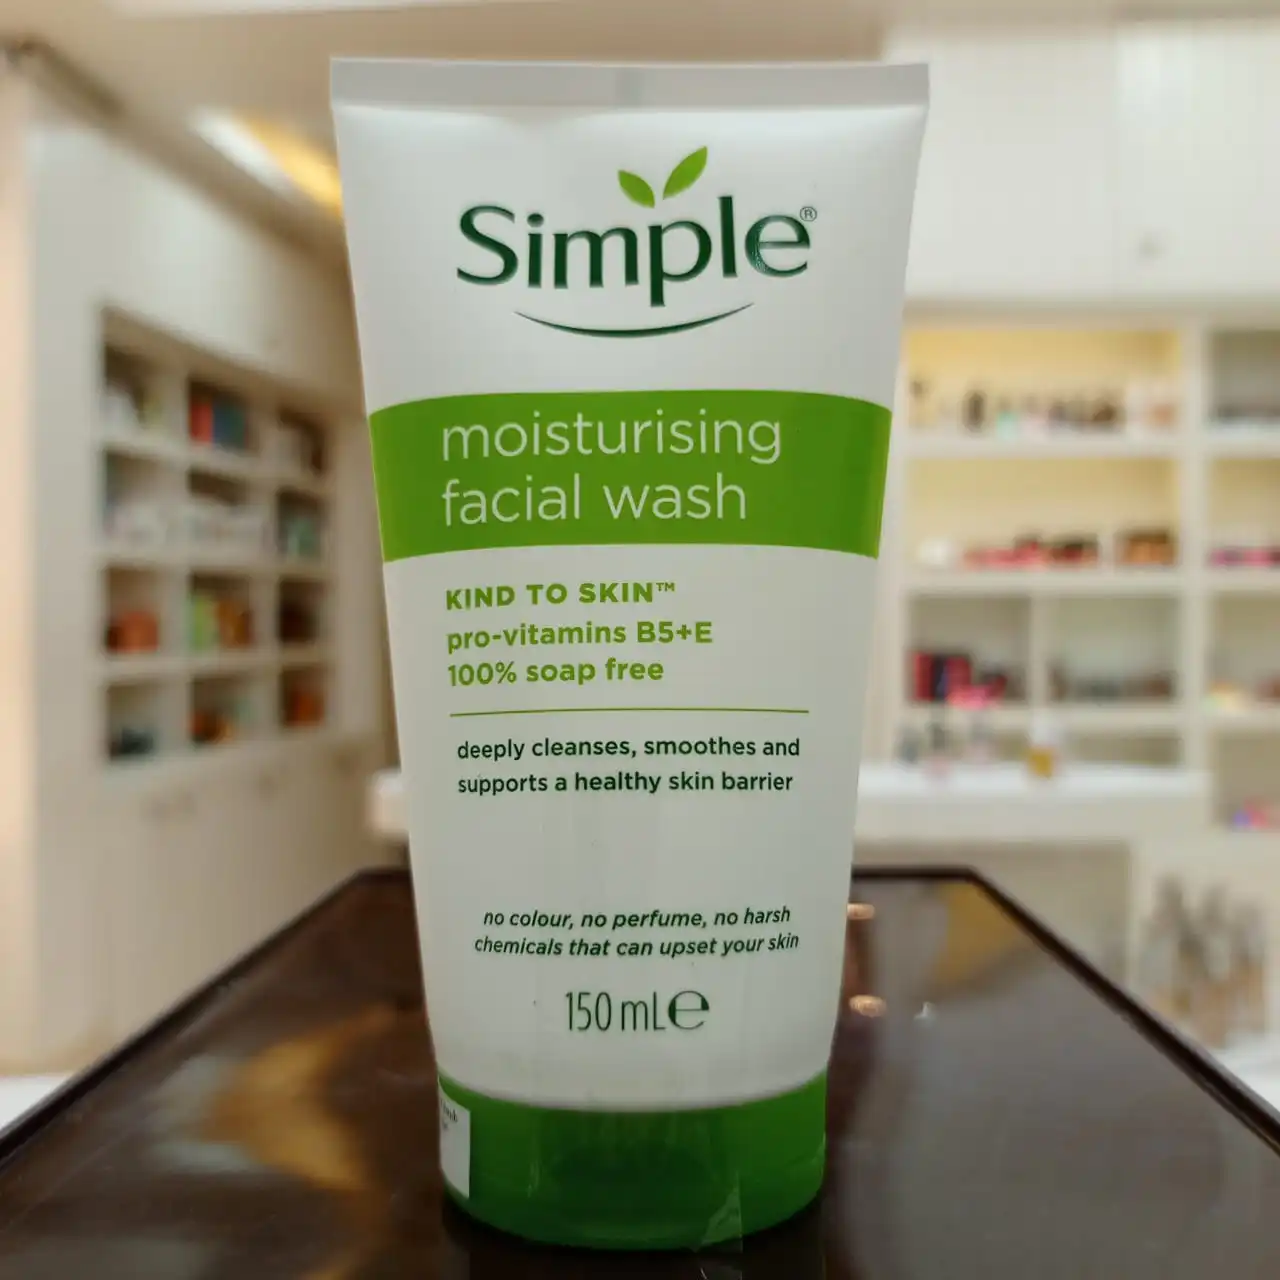 Simple®
moisturising
facial wash
KIND TO SKIN™
pro-vitamins B5+E
100% soap free
deeply cleanses, smoothes and
supports a healthy skin barrier
no colour, no perfume, no harsh
chemicals that can upset your skin
150 mL℮